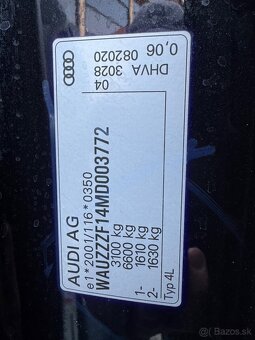 AUDI AG
e1*2001/116*0350
WAUZZZF14MD003772
3100 kg
6600 kg
1- 1610 kg
2- 1630 kg
Typ 4L
04
DHVA 3028
0,06 082020
Bazos.sk